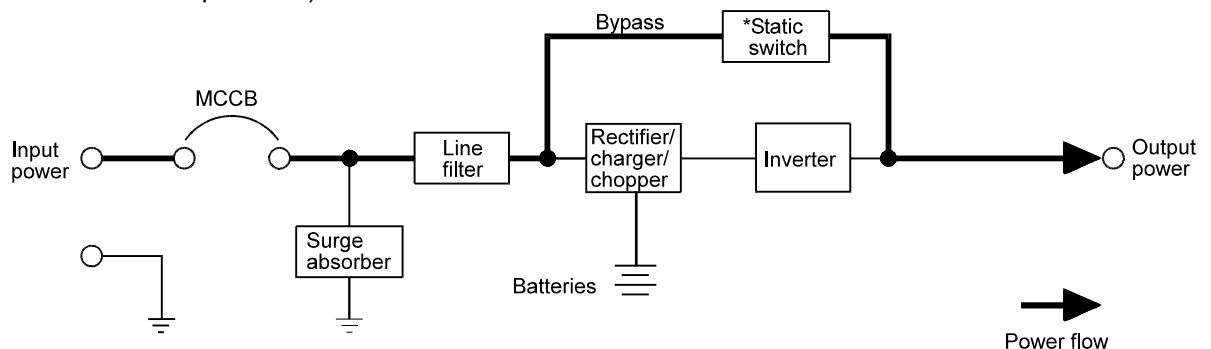 Bypass
*Static
switch
MCCB
Input
power
Line
filter
Rectifier/
charger/
chopper
Inverter
Output
power
Surge
absorber
Batteries
Power flow